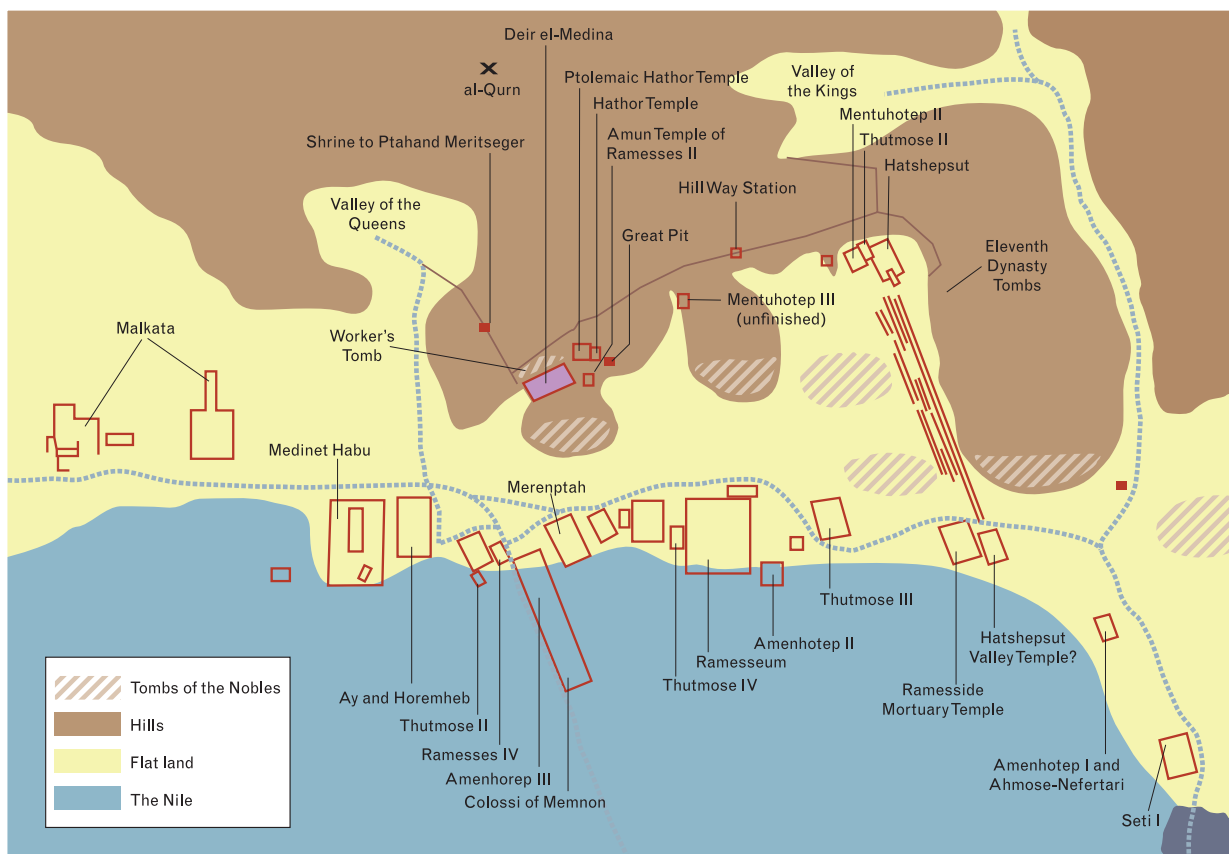 Deir el-Medina
al-Qurn
Ptolemaic Hathor Temple
Hathor Temple
Amun Temple of
Ramesses II
Valley of
the Kings
Mentuhotep II
Thutmose II
Hatshepsut
Shrine to Ptahand Meritseger
Hill Way Station
Valley of the
Queens
Great Pit
Eleventh
Dynasty
Tombs
Mentuhotep III
(unfinished)
Malkata
Worker's
Tomb
Medinet Habu
Merenptah
Thutmose III
Amenhotep II
Hatshepsut
Valley Temple?
Ramesseum
Thutmose IV
Ay and Horemheb
Thutmose II
Ramesses IV
Amenhorep III
Colossi of Memnon
Ramesside
Mortuary Temple
Amenhotep I and
Ahmose-Nefertari
Seti I
Tombs of the Nobles
Hills
Flat land
The Nile